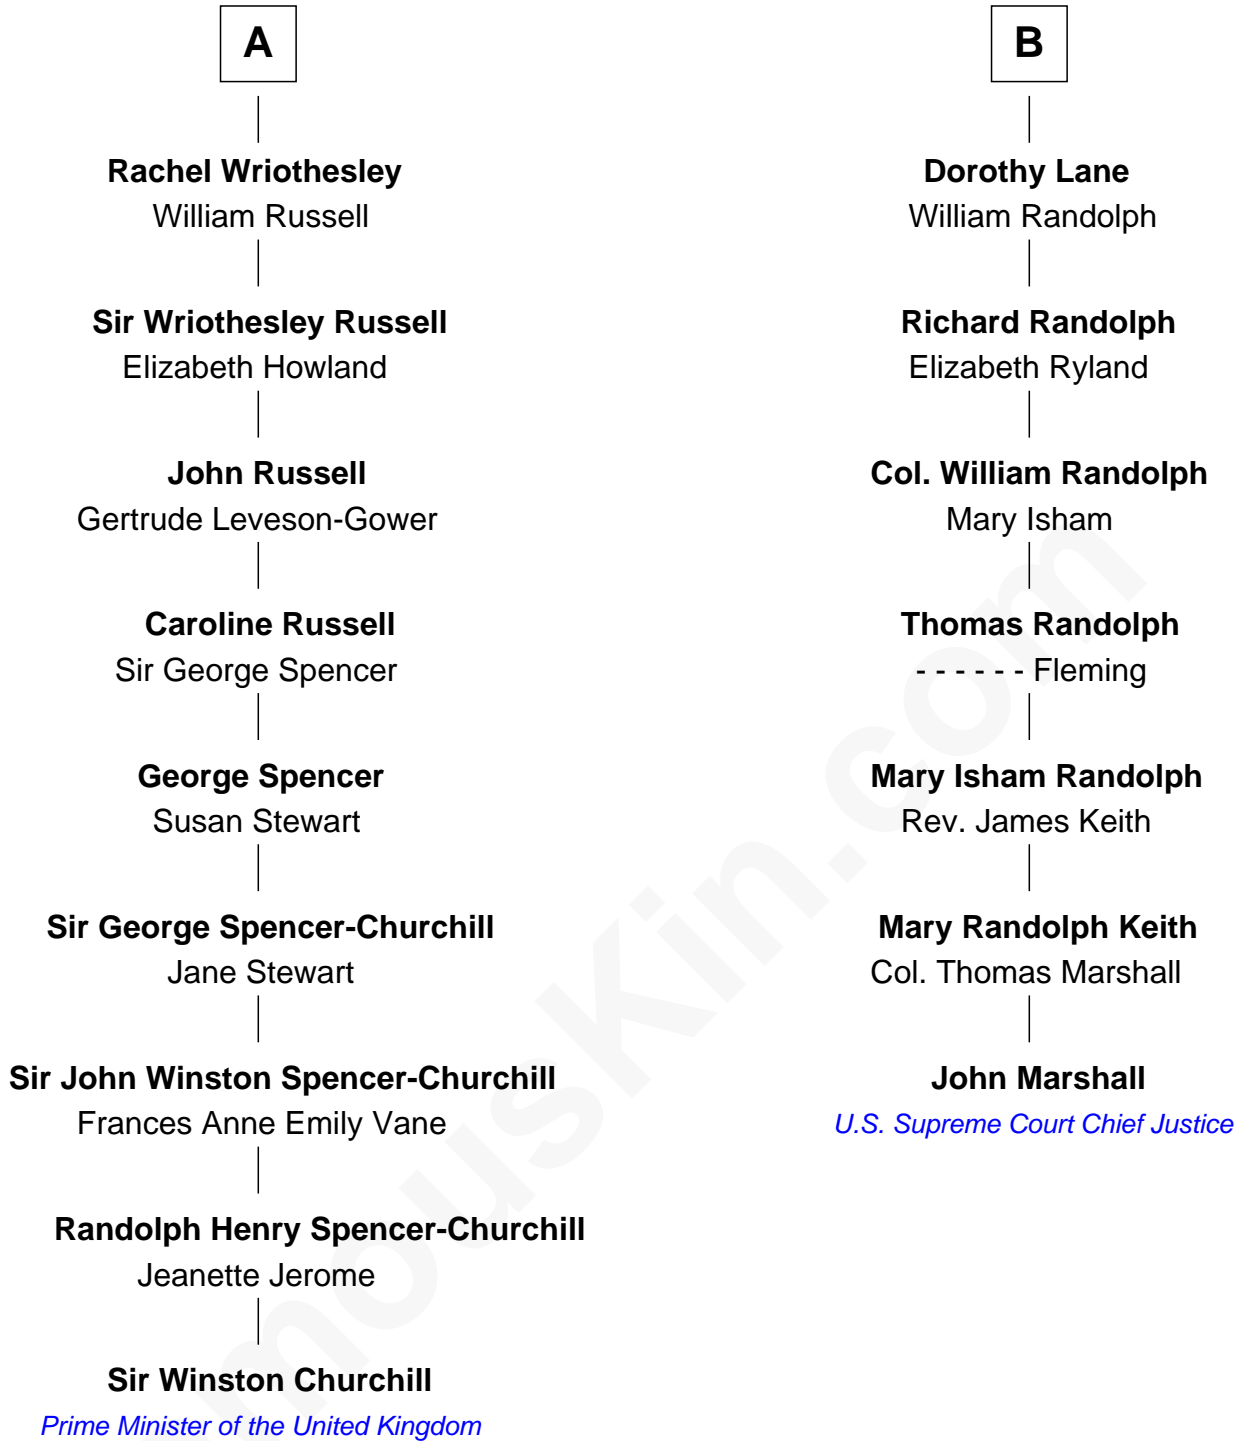 A
Rachel Wriothesley
William Russell
Sir Wriothesley Russell
Elizabeth Howland
John Russell
Gertrude Leveson-Gower
Caroline Russell
Sir George Spencer
George Spencer
Susan Stewart
Sir George Spencer-Churchill
Jane Stewart
Sir John Winston Spencer-Churchill
Frances Anne Emily Vane
Randolph Henry Spencer-Churchill
Jeanette Jerome
Sir Winston Churchill
Prime Minister of the United Kingdom
B
Dorothy Lane
William Randolph
Richard Randolph
Elizabeth Ryland
Col. William Randolph
Mary Isham
Thomas Randolph
- - - - - - Fleming
Mary Isham Randolph
Rev. James Keith
Mary Randolph Keith
Col. Thomas Marshall
John Marshall
U.S. Supreme Court Chief Justice
mousKin.com